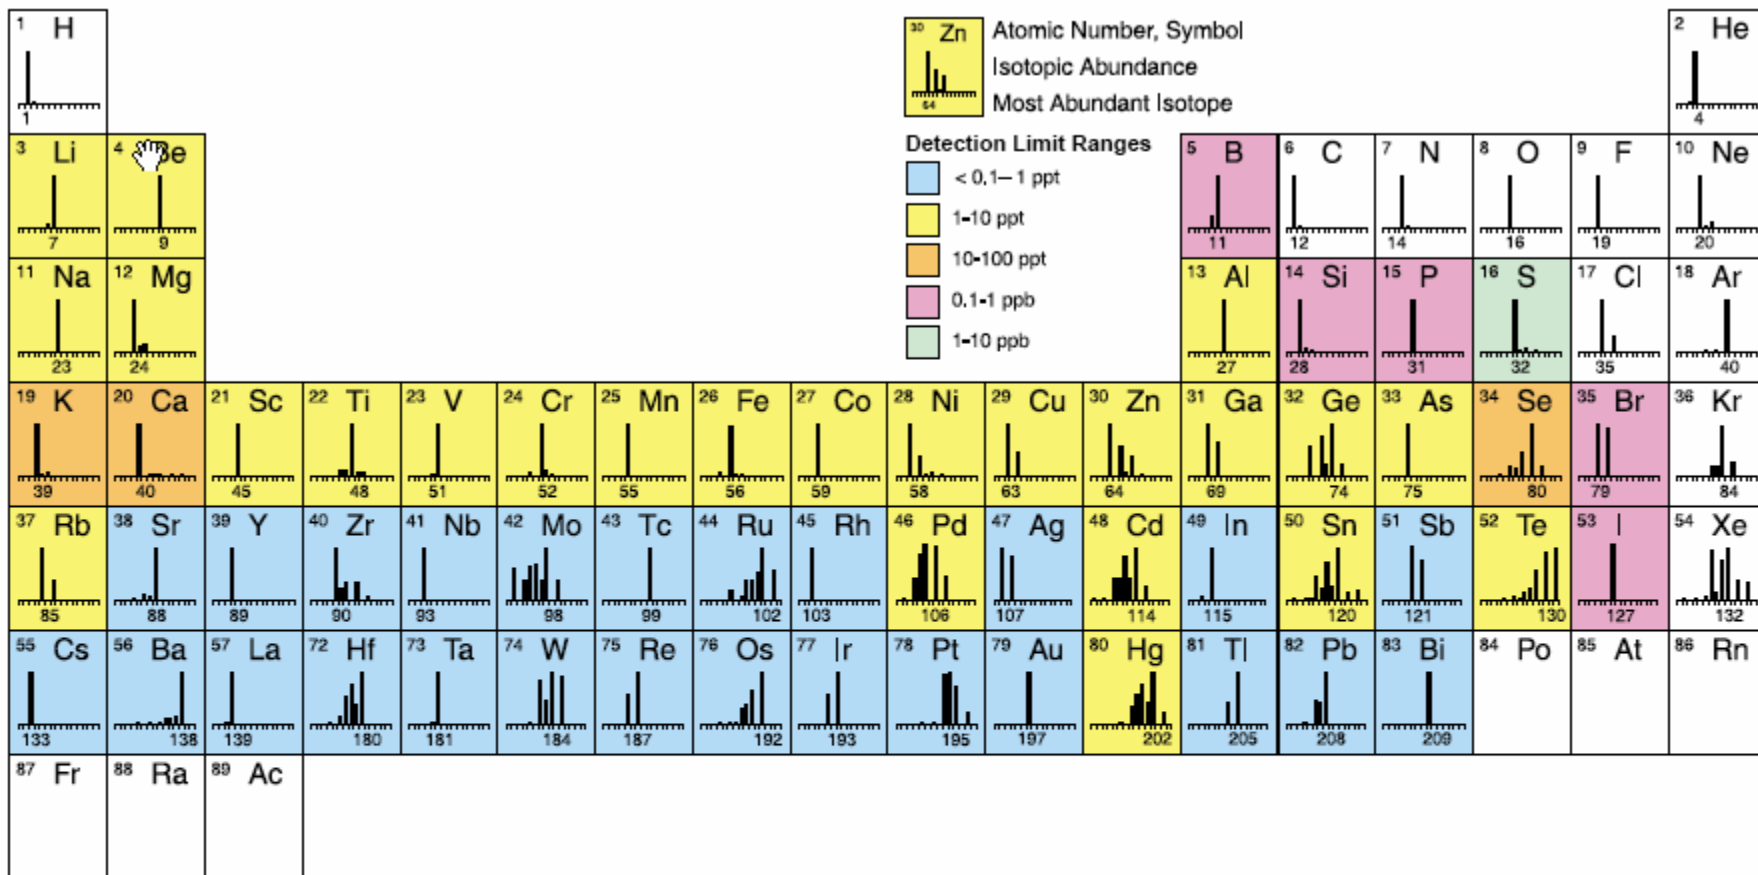 1 H
30 Zn Atomic Number, Symbol
2 He
Isotopic Abundance
64 Most Abundant Isotope
1
4
Detection Limit Ranges
3 Li 4 Be
5 B 6 C 7 N 8 O 9 F 10 Ne
< 0.1– 1 ppt
1-10 ppt
7 9
11 12 14 16 19 20
10-100 ppt
11 Na 12 Mg
13 Al 14 Si 15 P 16 S 17 Cl 18 Ar
0.1-1 ppb
1-10 ppb
23 24
27 28 31 32 35 40
19 K 20 Ca 21 Sc 22 Ti 23 V 24 Cr 25 Mn 26 Fe 27 Co 28 Ni 29 Cu 30 Zn 31 Ga 32 Ge 33 As 34 Se 35 Br 36 Kr
39 40 45 48 51 52 55 56 59 58 63 64 69 74 75 80 79 84
37 Rb 38 Sr 39 Y 40 Zr 41 Nb 42 Mo 43 Tc 44 Ru 45 Rh 46 Pd 47 Ag 48 Cd 49 In 50 Sn 51 Sb 52 Te 53 I 54 Xe
85 88 89 90 93 98 99 102 103 106 107 114 115 120 121 130 127 132
55 Cs 56 Ba 57 La 72 Hf 73 Ta 74 W 75 Re 76 Os 77 Ir 78 Pt 79 Au 80 Hg 81 Tl 82 Pb 83 Bi 84 Po 85 At 86 Rn
133 138 139 180 181 184 187 192 193 195 197 202 205 208 209
87 Fr 88 Ra 89 Ac